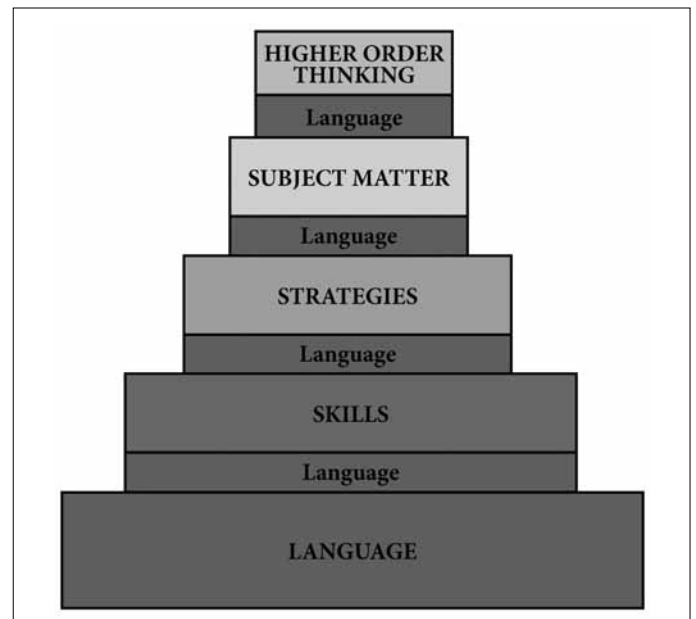 HIGHER ORDER
THINKING
Language
SUBJECT MATTER
Language
STRATEGIES
Language
SKILLS
Language
LANGUAGE